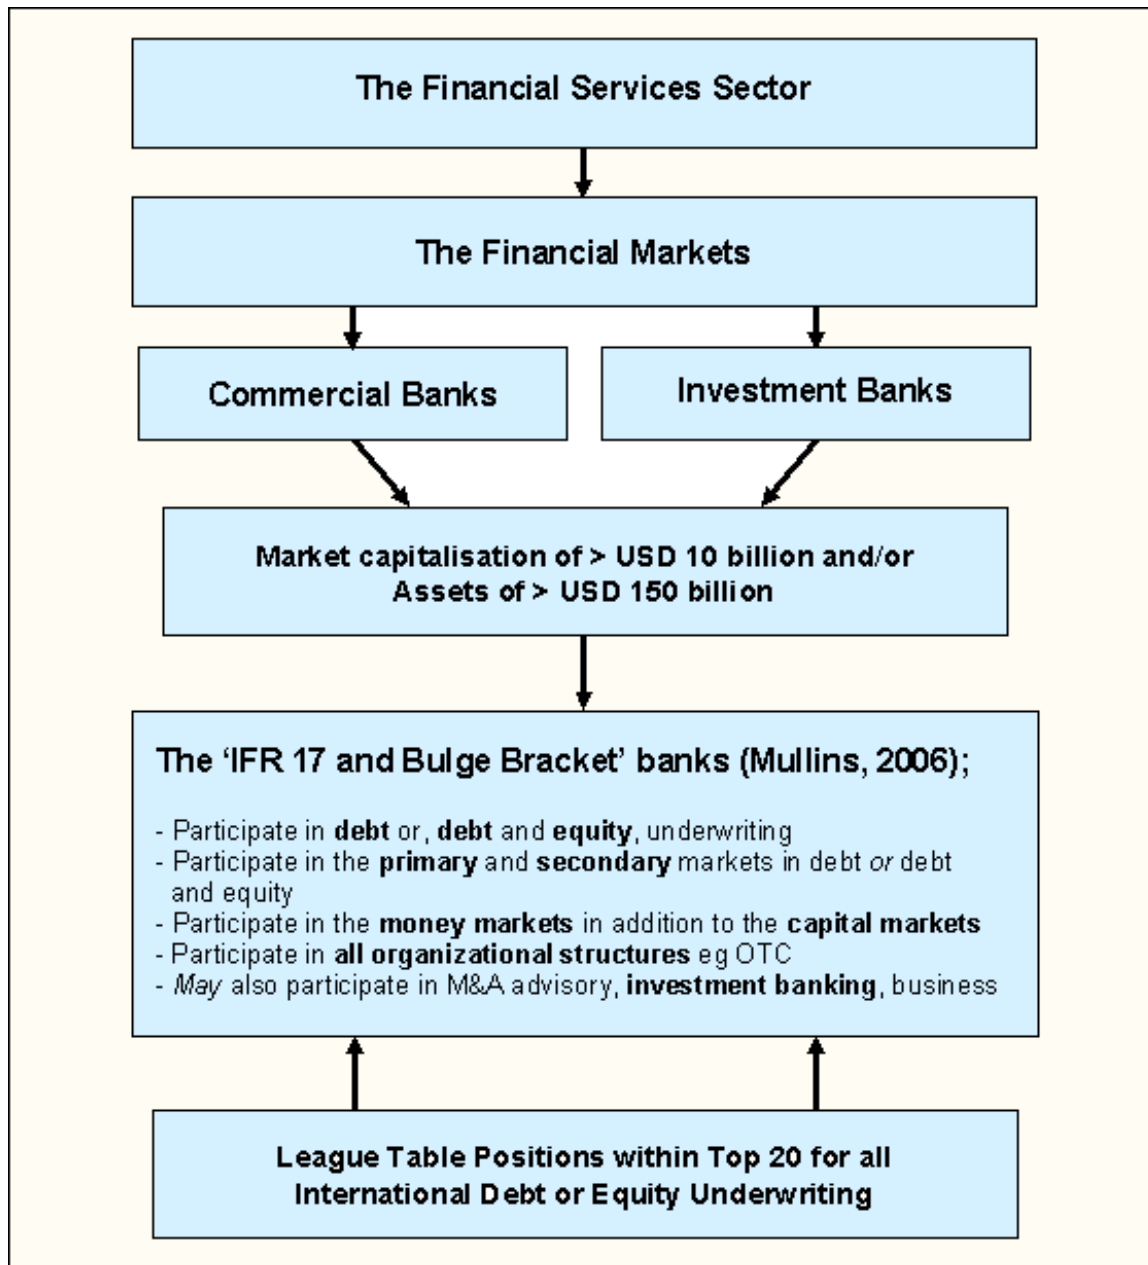 The Financial Services Sector
The Financial Markets
Commercial Banks
Investment Banks
Market capitalisation of > USD 10 billion and/or
Assets of > USD 150 billion
The ‘IFR 17 and Bulge Bracket’ banks (Mullins, 2006);
- Participate in debt or, debt and equity, underwriting
- Participate in the primary and secondary markets in debt or debt
and equity
- Participate in the money markets in addition to the capital markets
- Participate in all organizational structures eg OTC
- May also participate in M&A advisory, investment banking, business
League Table Positions within Top 20 for all
International Debt or Equity Underwriting